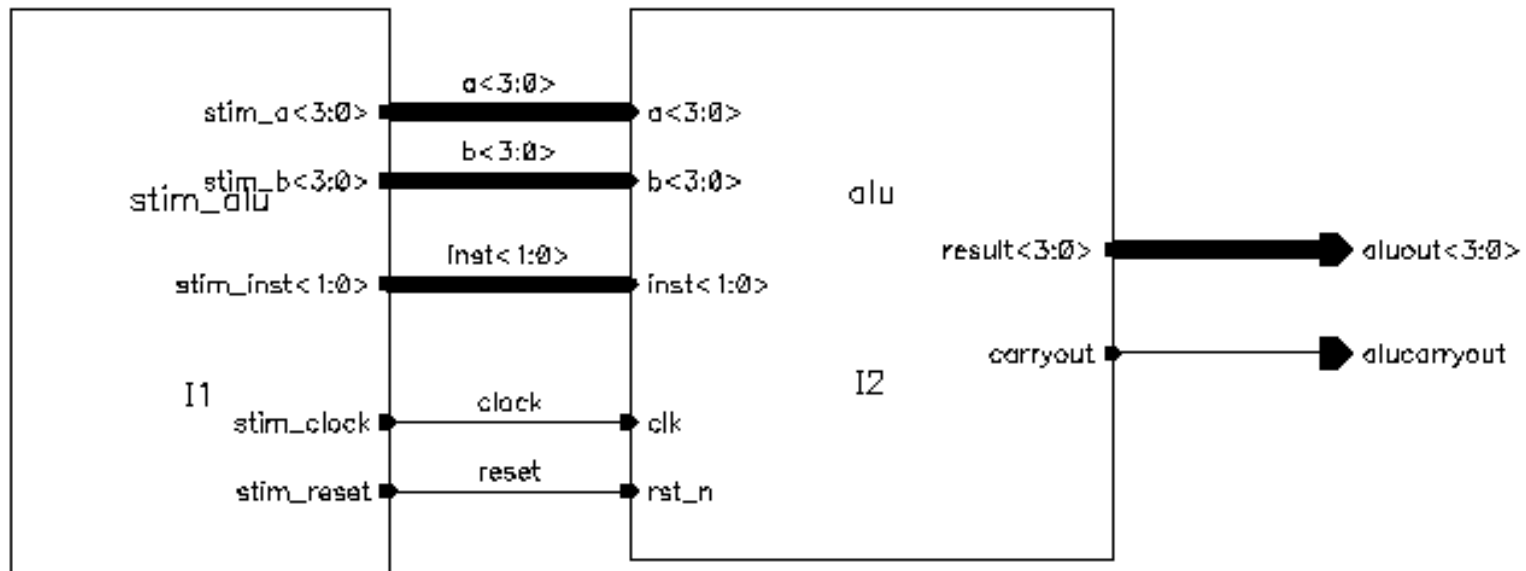 a<3:0>
stim_a<3:0>
a<3:0>
b<3:0>
stim_b<3:0>
b<3:0>
stim_alu
alu
inst<1:0>
result<3:0>
aluout<3:0>
stim_inst<1:0>
inst<1:0>
carryout
alucarryout
I1
I2
clock
stim_clock
clk
reset
stim_reset
rst_n